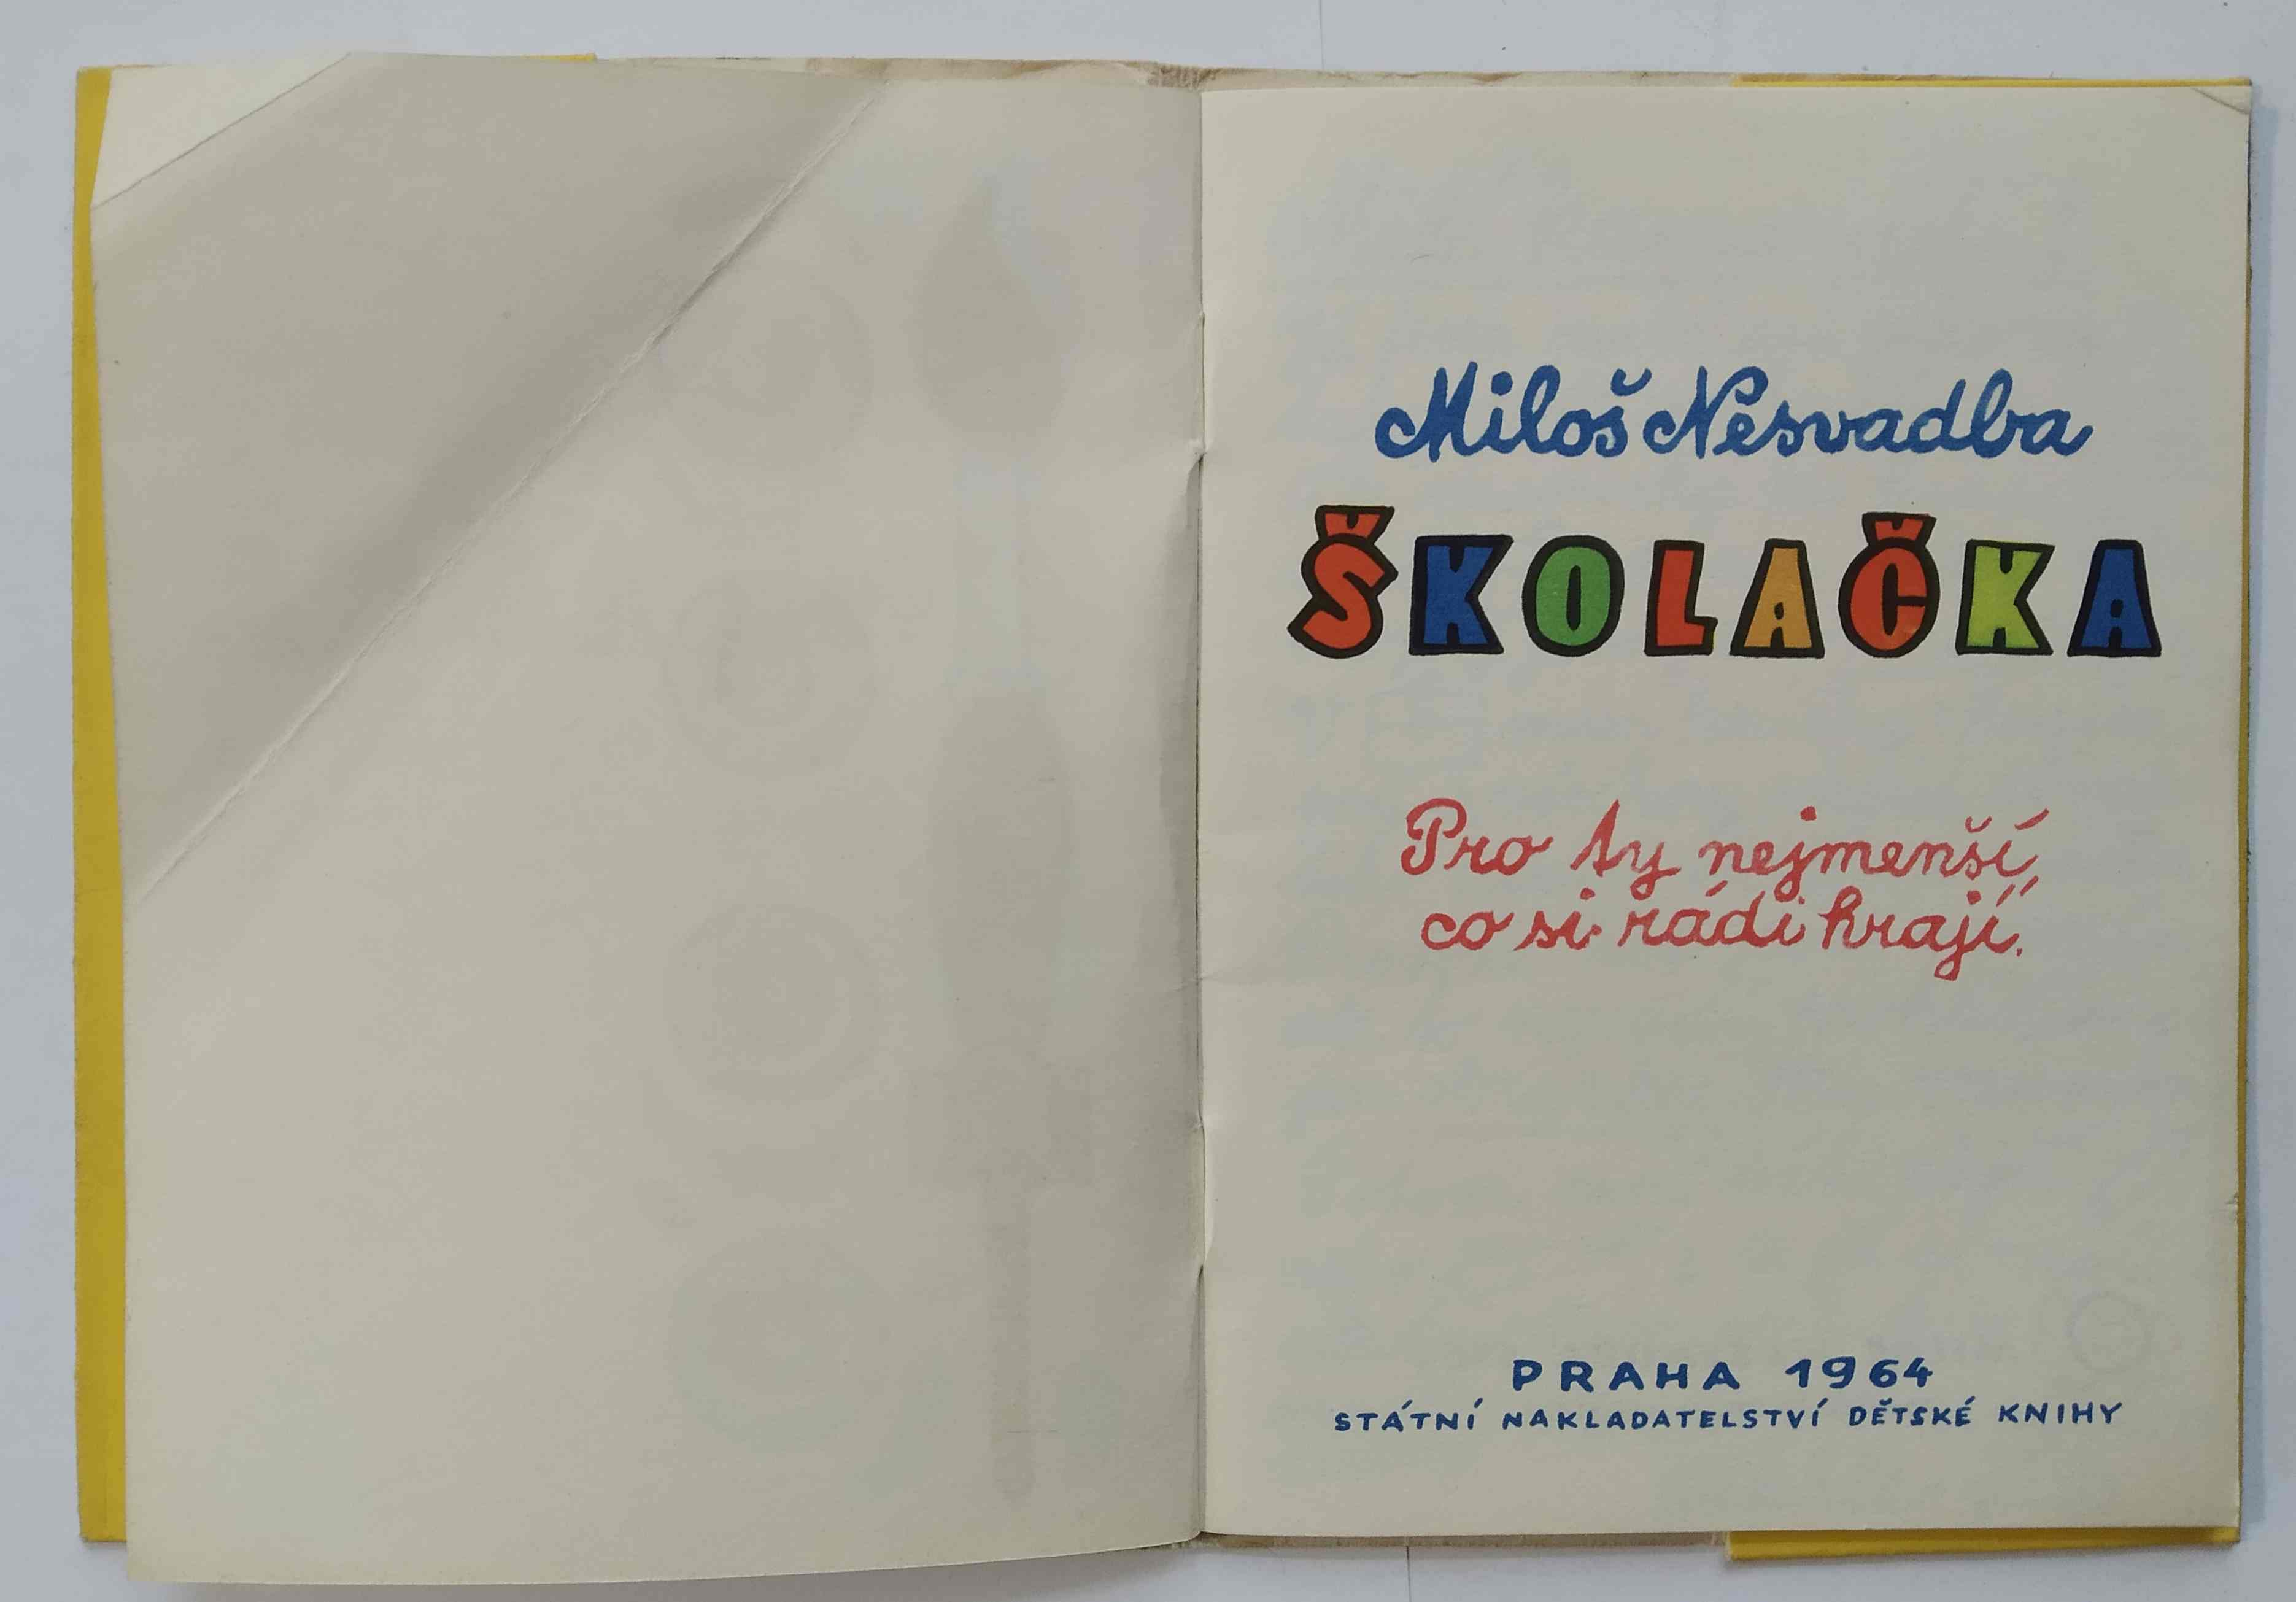 Miloš Nesvadba
ŠKOLAČKA
Pro ty nejmenší,
co si rádi hrají.
PRAHA 1964
STÁTNÍ NAKLADATELSTVÍ DĚTSKÉ KNIHY